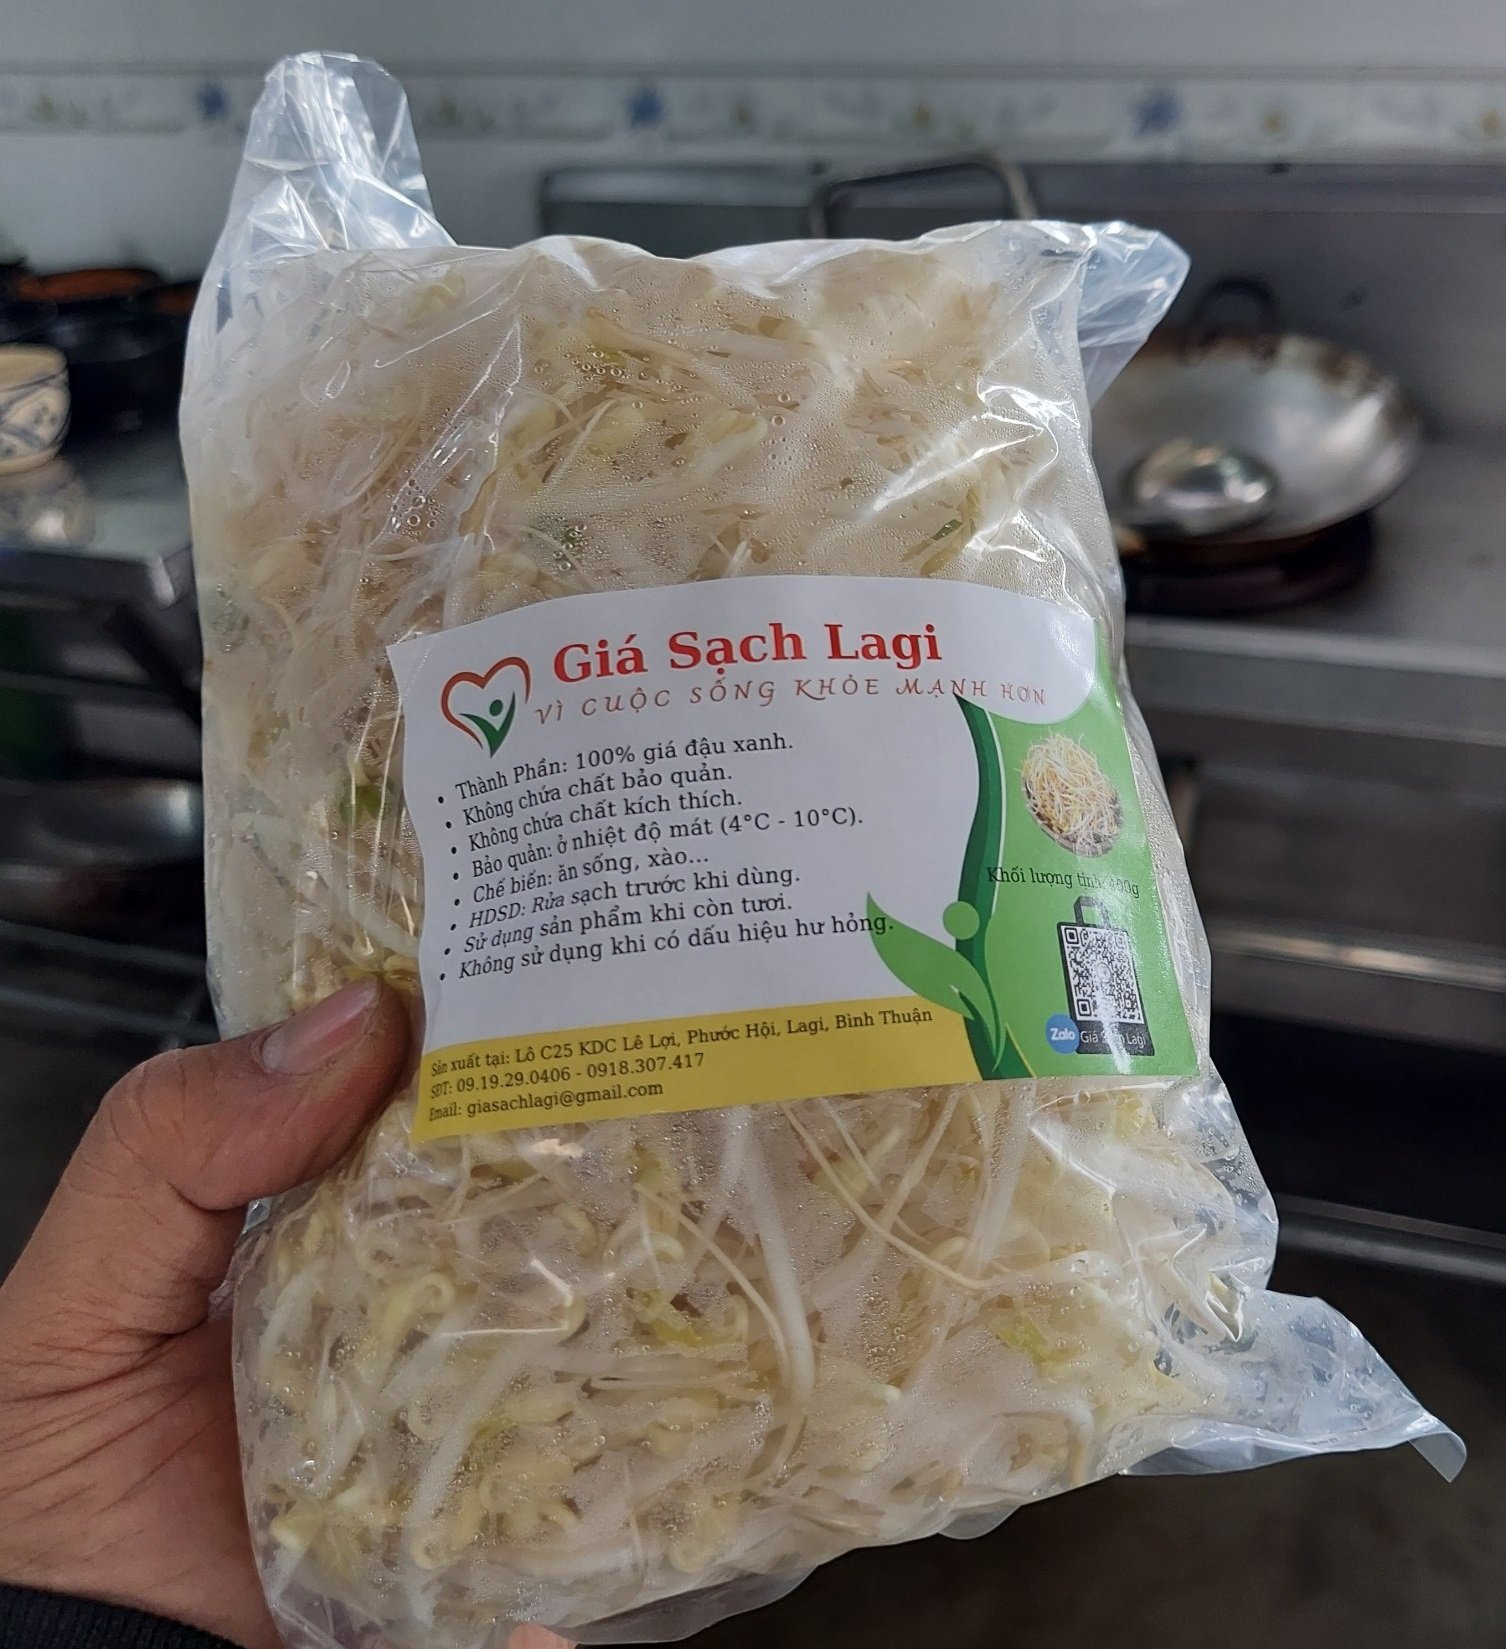 Giá Sạch Lagi
VÌ CUỘC SỐNG KHỎE MẠNH HƠN
• Thành Phần: 100% giá đậu xanh.
• Không chứa chất bảo quản.
• Không chứa chất kích thích.
• Bảo quản: ở nhiệt độ mát (4°C - 10°C).
• Chế biến: ăn sống, xào...
• HDSD: Rửa sạch trước khi dùng.
• Sử dụng sản phẩm khi còn tươi.
• Không sử dụng khi có dấu hiệu hư hỏng.
Khối lượng tịnh
Zalo
Giá Sạch Lagi
Sản xuất tại: Lô C25 KDC Lê Lợi, Phước Hội, Lagi, Bình Thuận
SĐT: 09.19.29.0406 - 0918.307.417
Email: giasachlagi@gmail.com